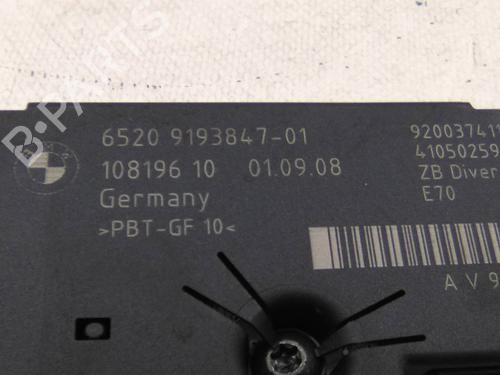 B-PARTS
6520 9193847-01
108196 10 01.09.08
Germany
>PBT-GF 10<
92003741
41050259
ZB Diver
E70
A V 9